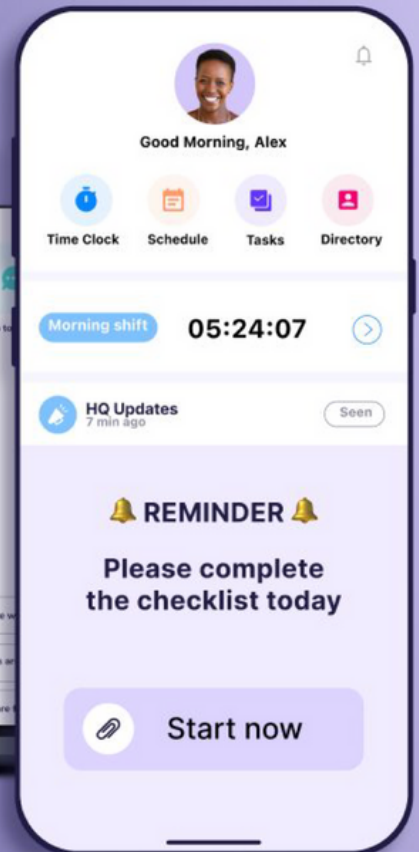 Good Morning, Alex
Time Clock
Schedule
Tasks
Directory
Morning shift
05:24:07
HQ Updates
7 min ago
Seen
🔔 REMINDER 🔔
Please complete
the checklist today
Start now